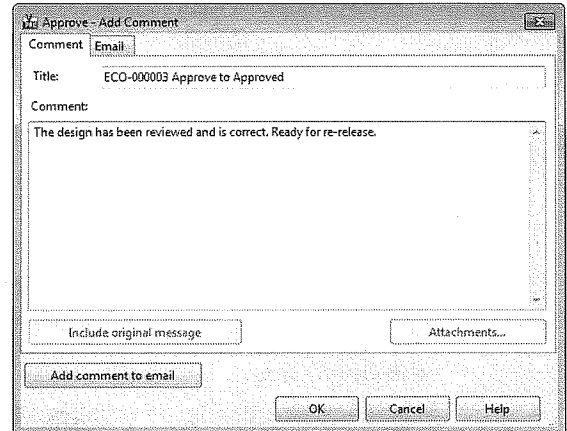 Approve - Add Comment
Comment Email
Title: ECO-000003 Approve to Approved
Comment:
The design has been reviewed and is correct. Ready for re-release.
Include original message Attachments...
Add comment to email
OK Cancel Help